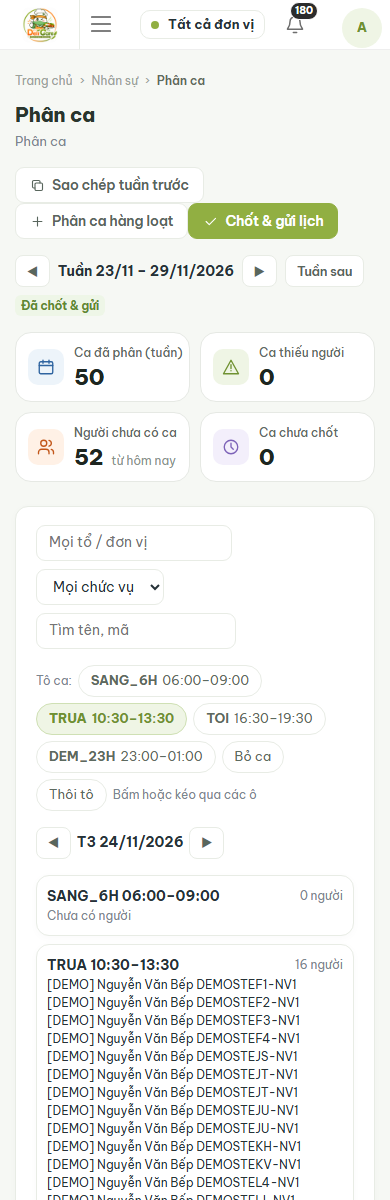 Tất cả đơn vị
180
A
Trang chủ > Nhân sự > Phân ca
Phân ca
Phân ca
Sao chép tuần trước
+ Phân ca hàng loạt
Chốt & gửi lịch
Tuần 23/11 – 29/11/2026
Tuần sau
Đã chốt & gửi
Ca đã phân (tuần)
50
Ca thiếu người
0
Người chưa có ca
52 từ hôm nay
Ca chưa chốt
0
Mọi tổ / đơn vị
Mọi chức vụ
Tìm tên, mã
Tô ca: SANG_6H 06:00–09:00
TRUA 10:30–13:30 TOI 16:30–19:30
DEM_23H 23:00–01:00 Bỏ ca
Thôi tô Bấm hoặc kéo qua các ô
T3 24/11/2026
SANG_6H 06:00–09:00 0 người
Chưa có người
TRUA 10:30–13:30 16 người
[DEMO] Nguyễn Văn Bếp DEMOSTEF1-NV1
[DEMO] Nguyễn Văn Bếp DEMOSTEF2-NV1
[DEMO] Nguyễn Văn Bếp DEMOSTEF3-NV1
[DEMO] Nguyễn Văn Bếp DEMOSTEF4-NV1
[DEMO] Nguyễn Văn Bếp DEMOSTEJS-NV1
[DEMO] Nguyễn Văn Bếp DEMOSTEJT-NV1
[DEMO] Nguyễn Văn Bếp DEMOSTEJT-NV1
[DEMO] Nguyễn Văn Bếp DEMOSTEJU-NV1
[DEMO] Nguyễn Văn Bếp DEMOSTEJU-NV1
[DEMO] Nguyễn Văn Bếp DEMOSTEKH-NV1
[DEMO] Nguyễn Văn Bếp DEMOSTEKV-NV1
[DEMO] Nguyễn Văn Bếp DEMOSTEL4-NV1